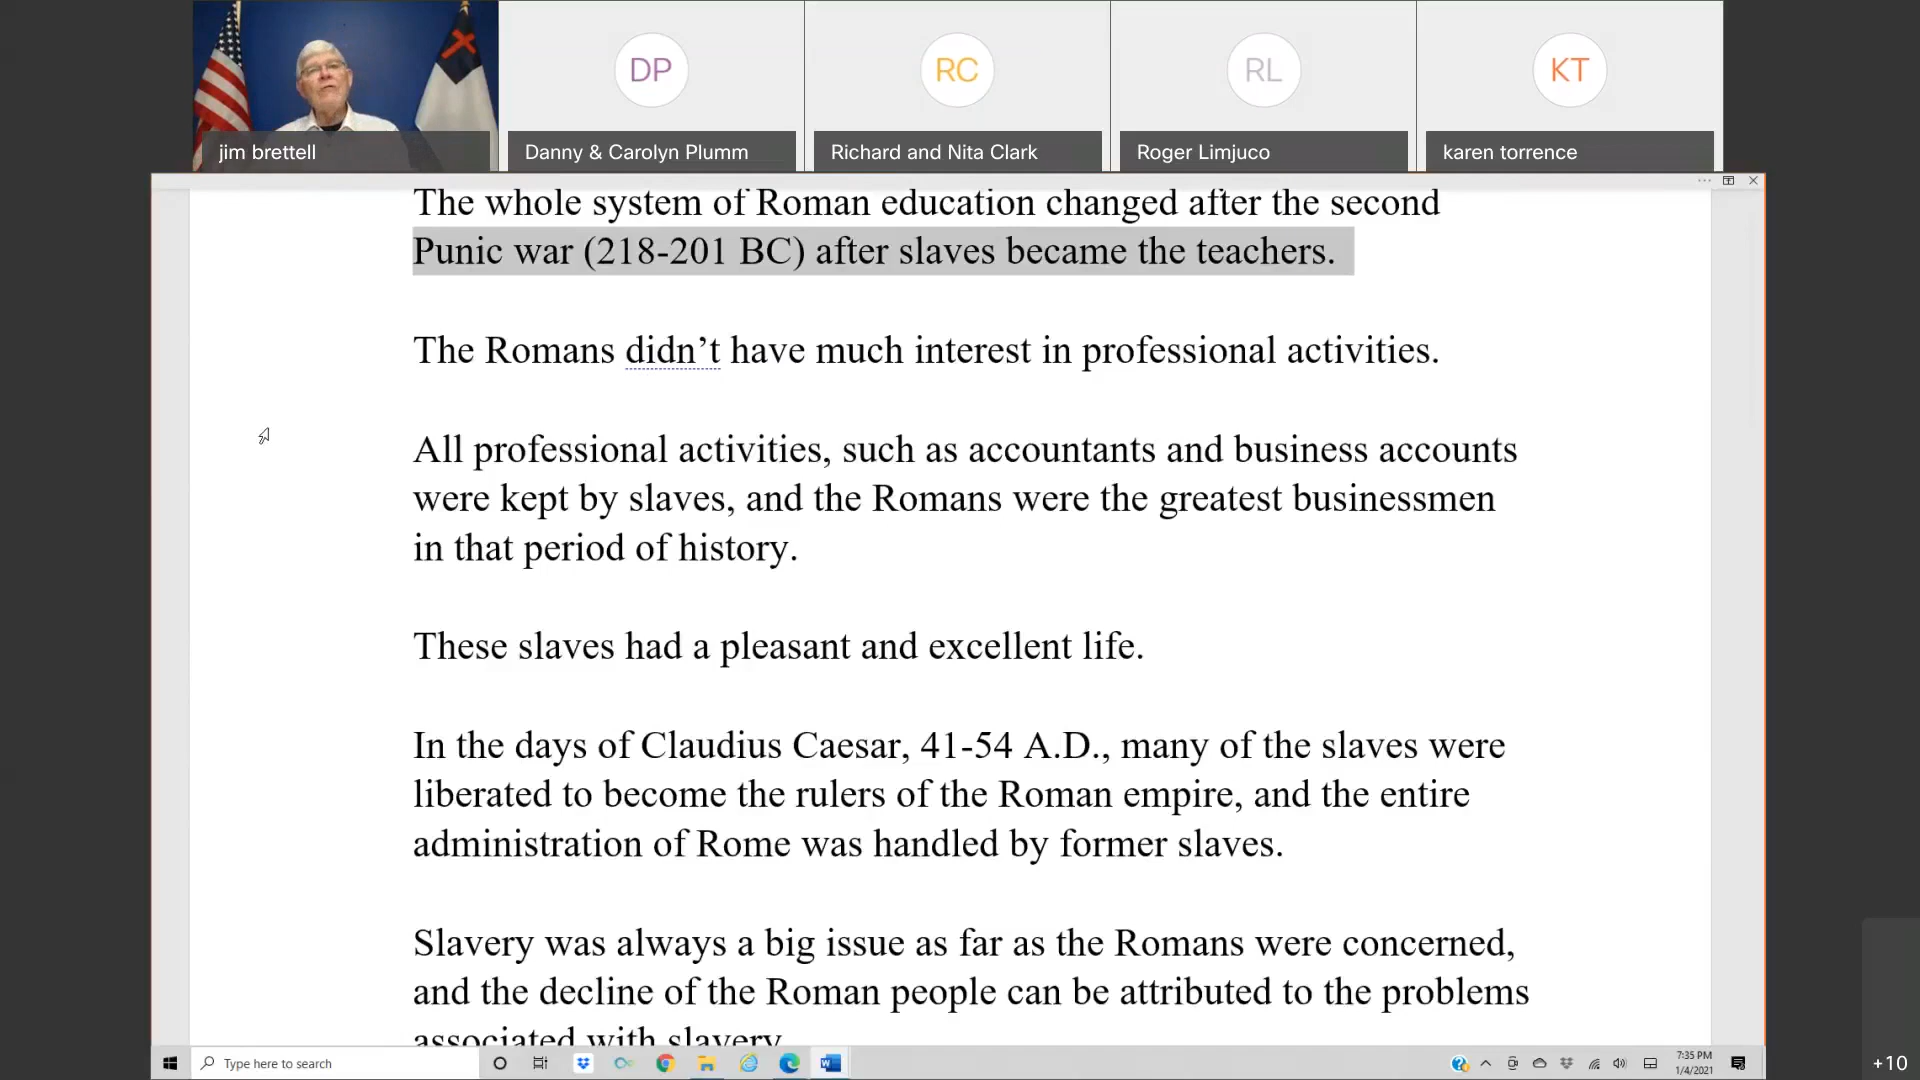 DP
RC
RL
KT
jim brettell
Danny & Carolyn Plumm
Richard and Nita Clark
Roger Limjuco
karen torrence
The whole system of Roman education changed after the second
Punic war (218-201 BC) after slaves became the teachers.
The Romans didn’t have much interest in professional activities.
All professional activities, such as accountants and business accounts
were kept by slaves, and the Romans were the greatest businessmen
in that period of history.
These slaves had a pleasant and excellent life.
In the days of Claudius Caesar, 41-54 A.D., many of the slaves were
liberated to become the rulers of the Roman empire, and the entire
administration of Rome was handled by former slaves.
Slavery was always a big issue as far as the Romans were concerned,
and the decline of the Roman people can be attributed to the problems
associated with slavery
Type here to search
7:35 PM
1/4/2021
+10